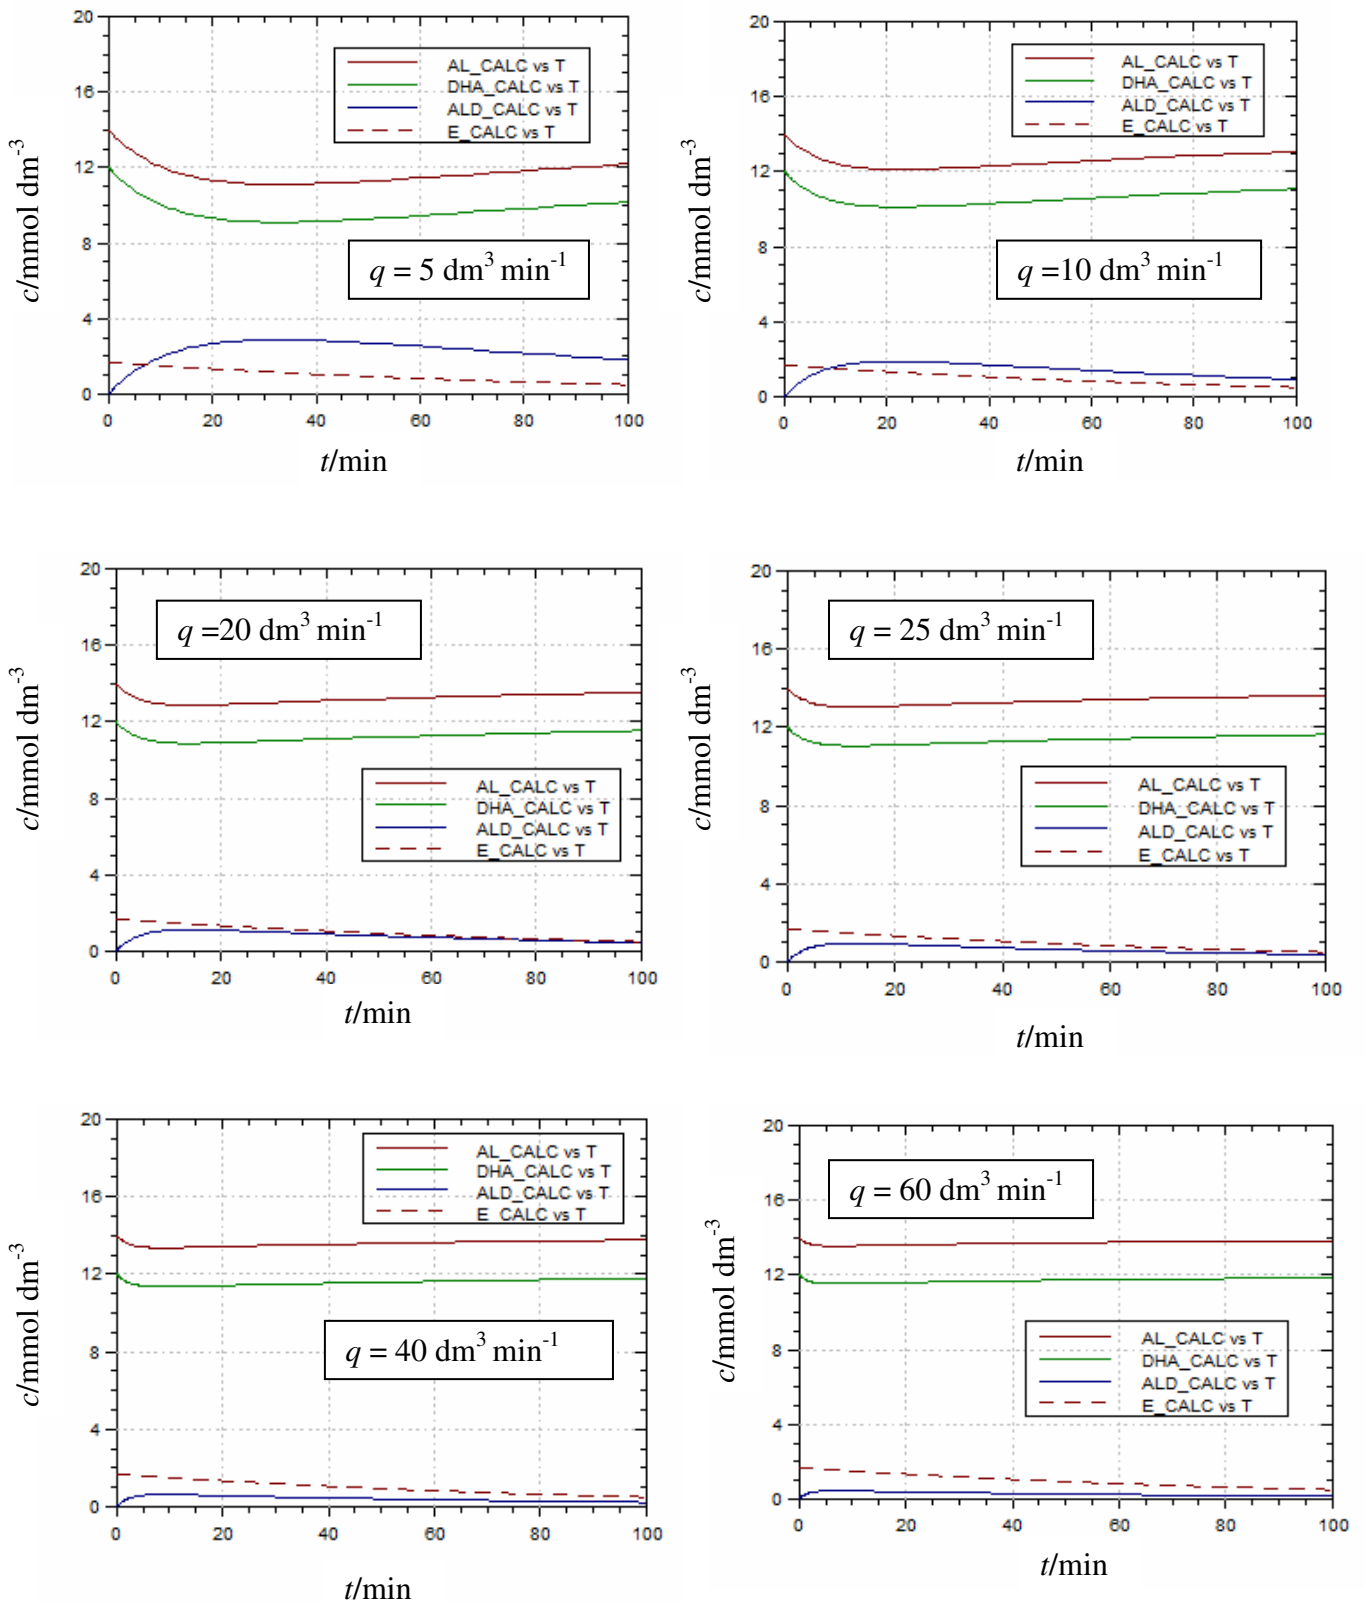 20
16
12
8
4
0
c/mmol dm-3
AL_CALC vs T
DHA_CALC vs T
ALD_CALC vs T
E_CALC vs T
q = 5 dm3 min-1
0 20 40 60 80 100
t/min
20
16
12
8
4
0
c/mmol dm-3
AL_CALC vs T
DHA_CALC vs T
ALD_CALC vs T
E_CALC vs T
q =10 dm3 min-1
0 20 40 60 80 100
t/min
20
16
12
8
4
0
c/mmol dm-3
q =20 dm3 min-1
AL_CALC vs T
DHA_CALC vs T
ALD_CALC vs T
E_CALC vs T
0 20 40 60 80 100
t/min
20
16
12
8
4
0
c/mmol dm-3
q = 25 dm3 min-1
AL_CALC vs T
DHA_CALC vs T
ALD_CALC vs T
E_CALC vs T
0 20 40 60 80 100
t/min
20
16
12
8
4
0
c/mmol dm-3
AL_CALC vs T
DHA_CALC vs T
ALD_CALC vs T
E_CALC vs T
q = 40 dm3 min-1
0 20 40 60 80 100
t/min
20
16
12
8
4
0
c/mmol dm-3
q = 60 dm3 min-1
AL_CALC vs T
DHA_CALC vs T
ALD_CALC vs T
E_CALC vs T
0 20 40 60 80 100
t/min